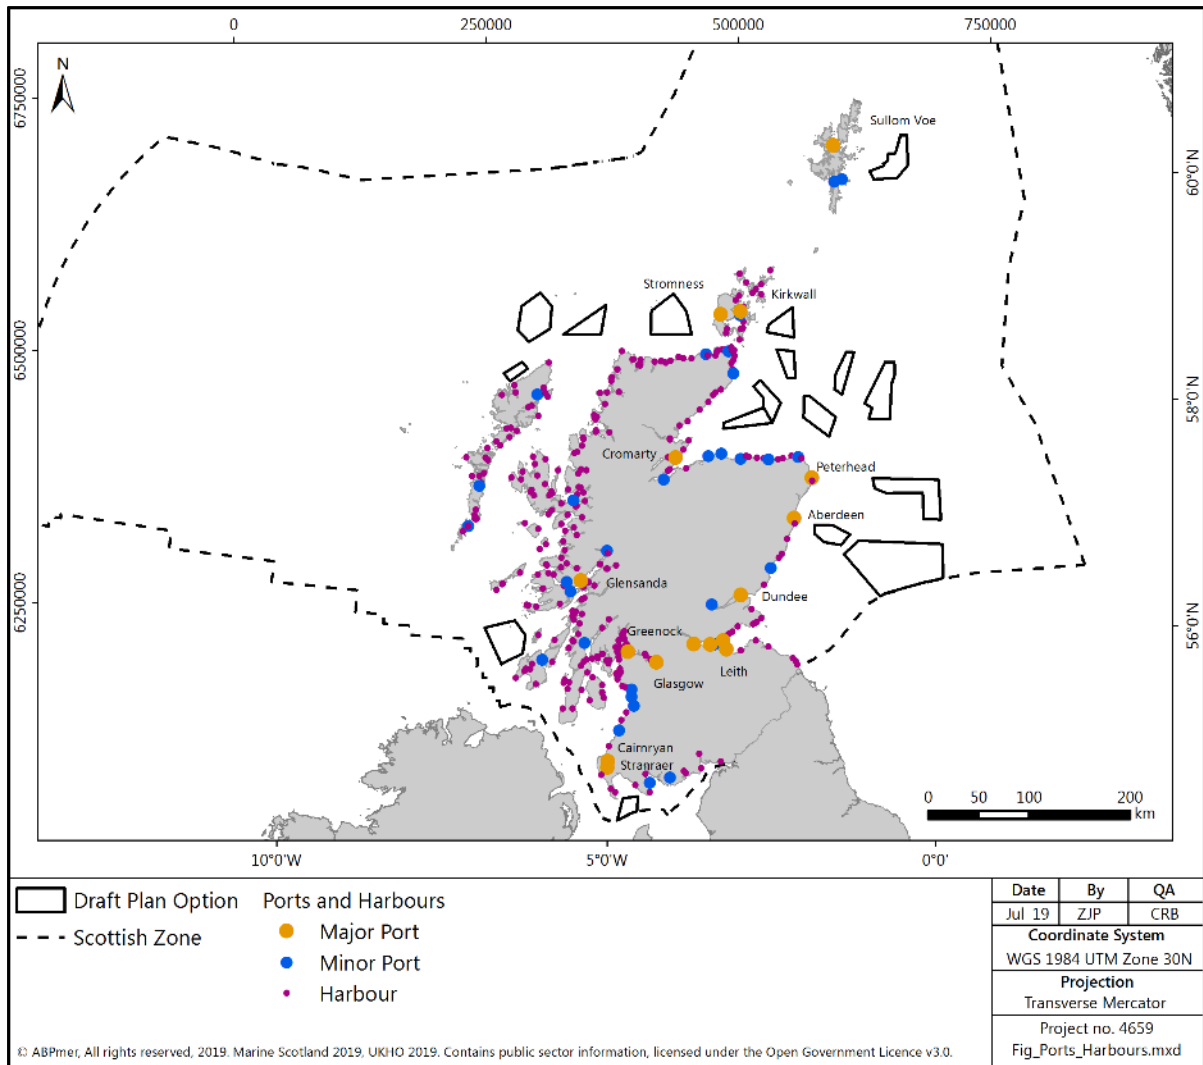 0 250000 500000 750000
N
6750000
6500000
6250000
60°0'N
58°0'N
56°0'N
Sullom Voe
Stromness
Kirkwall
Cromarty
Peterhead
Aberdeen
Glensanda
Dundee
Greenock
Leith
Glasgow
Cairnryan
Stranraer
0 50 100 200
km
10°0'W 5°0'W 0°0'
Draft Plan Option
Scottish Zone
Ports and Harbours
Major Port
Minor Port
Harbour
Date By QA
Jul 19 ZJP CRB
Coordinate System
WGS 1984 UTM Zone 30N
Projection
Transverse Mercator
Project no. 4659
Fig_Ports_Harbours.mxd
© ABPmer, All rights reserved, 2019. Marine Scotland 2019, UKHO 2019. Contains public sector information, licensed under the Open Government Licence v3.0.